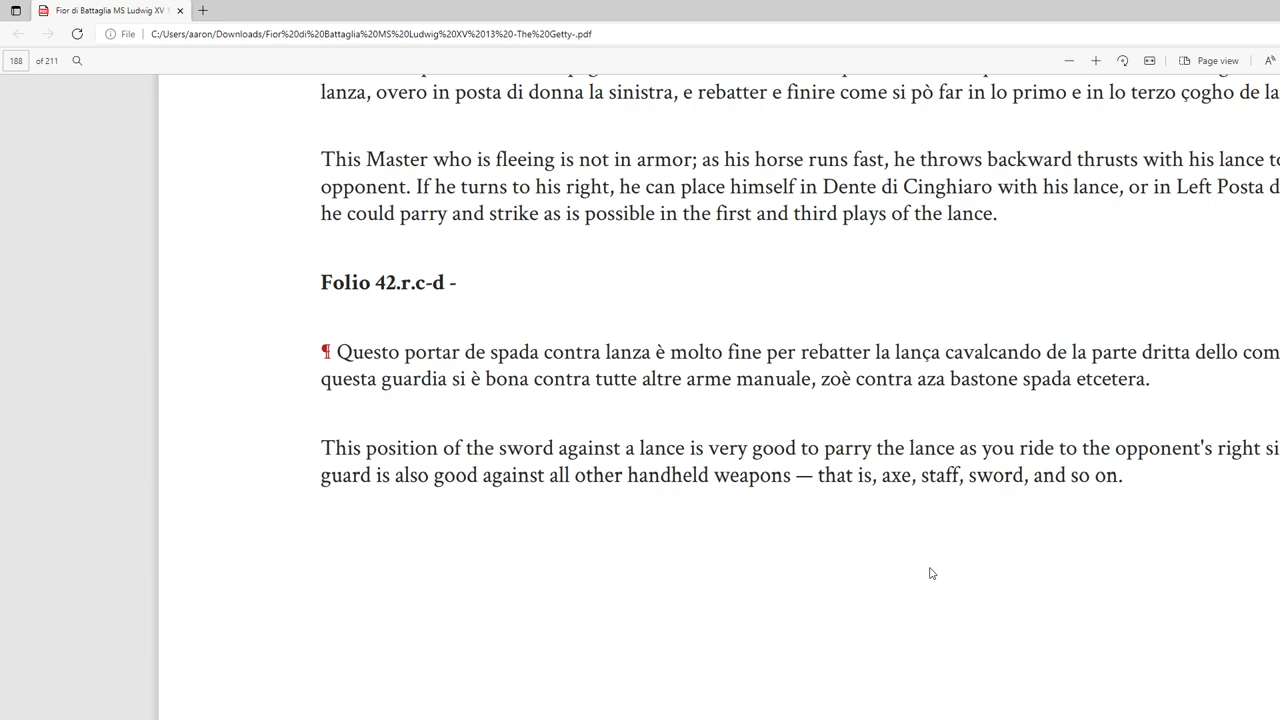 Fior di Battaglia MS Ludwig XV 1
File
C:/Users/aaron/Downloads/Fior%20di%20Battaglia%20MS%20Ludwig%20XV%2013%20-The%20Getty-.pdf
188 of 211
Page view
lanza, overo in posta di donna la sinistra, e rebatter e finire come si pò far in lo primo e in lo terzo çogho de la
This Master who is fleeing is not in armor; as his horse runs fast, he throws backward thrusts with his lance to
opponent. If he turns to his right, he can place himself in Dente di Cinghiaro with his lance, or in Left Posta d
he could parry and strike as is possible in the first and third plays of the lance.
Folio 42.r.c-d -
¶ Questo portar de spada contra lanza è molto fine per rebatter la lança cavalcando de la parte dritta dello com
questa guardia si è bona contra tutte altre arme manuale, zoè contra aza bastone spada etcetera.
This position of the sword against a lance is very good to parry the lance as you ride to the opponent's right si
guard is also good against all other handheld weapons — that is, axe, staff, sword, and so on.